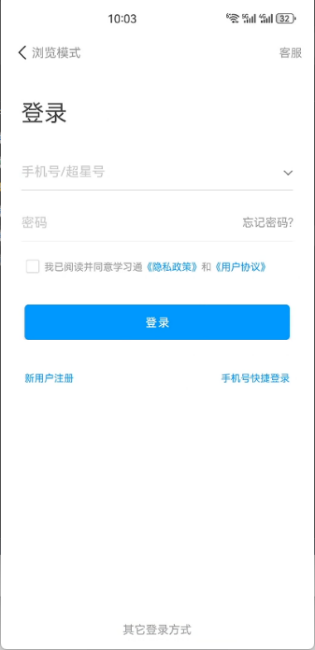 10:03
32
浏览模式 客服
登录
手机号/超星号
密码 忘记密码?
我已阅读并同意学习通《隐私政策》和《用户协议》
登录
新用户注册 手机号快捷登录
其它登录方式